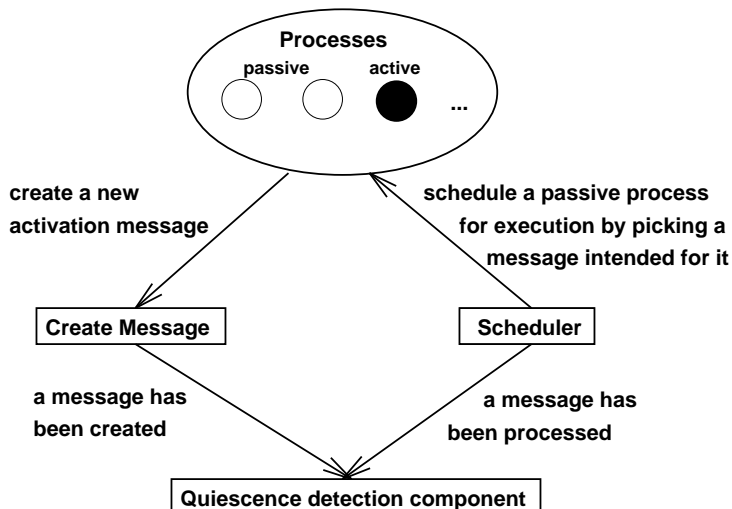 Processes
passive
active
...
create a new
activation message
schedule a passive process
for execution by picking a
message intended for it
Create Message
Scheduler
a message has
been created
a message has
been processed
Quiescence detection component